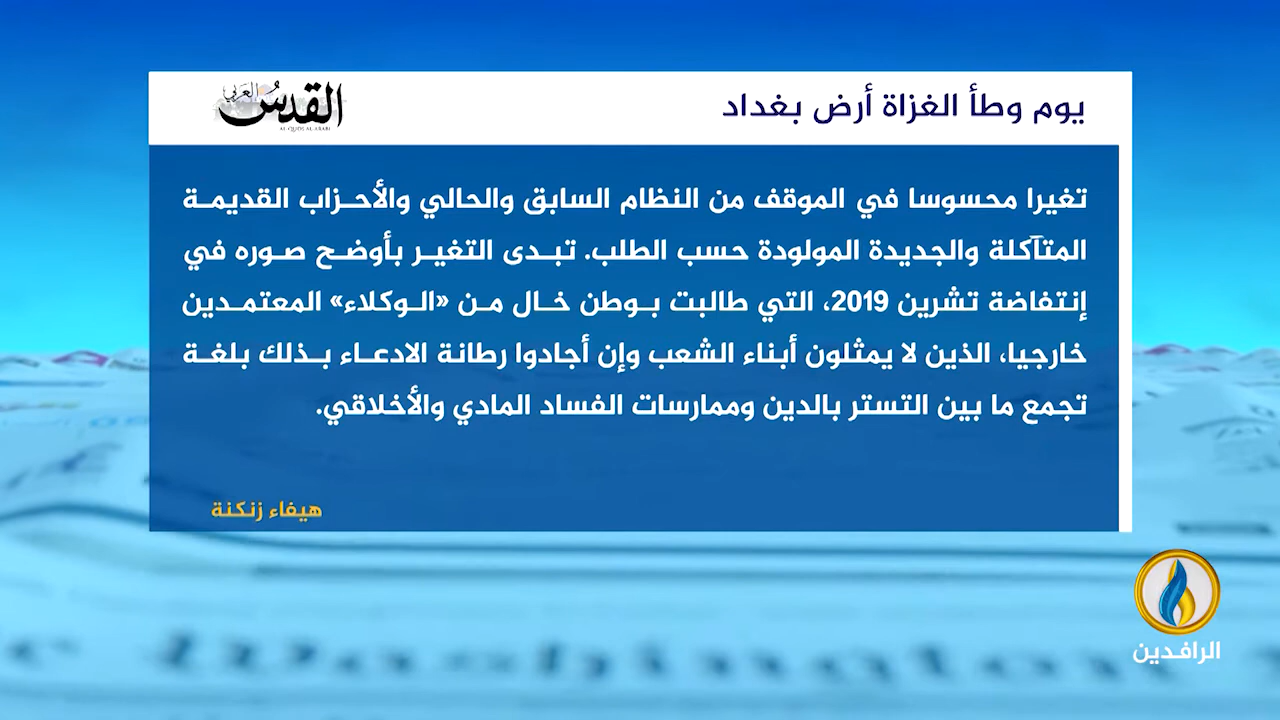 يوم وطأ الغزاة أرض بغداد
القدس العربي
AL-QUDS AL-ARABI
تغيرا محسوسا في الموقف من النظام السابق والحالي والأحزاب القديمة
المتآكلة والجديدة المولودة حسب الطلب. تبدى التغير بأوضح صوره في
إنتفاضة تشرين 2019، التي طالبت بوطن خال من «الوكلاء» المعتمدين
خارجيا، الذين لا يمثلون أبناء الشعب وإن أجادوا رطانة الادعاء بذلك بلغة
تجمع ما بين التستر بالدين وممارسات الفساد المادي والأخلاقي.
هيفاء زنكنة
الرافدين